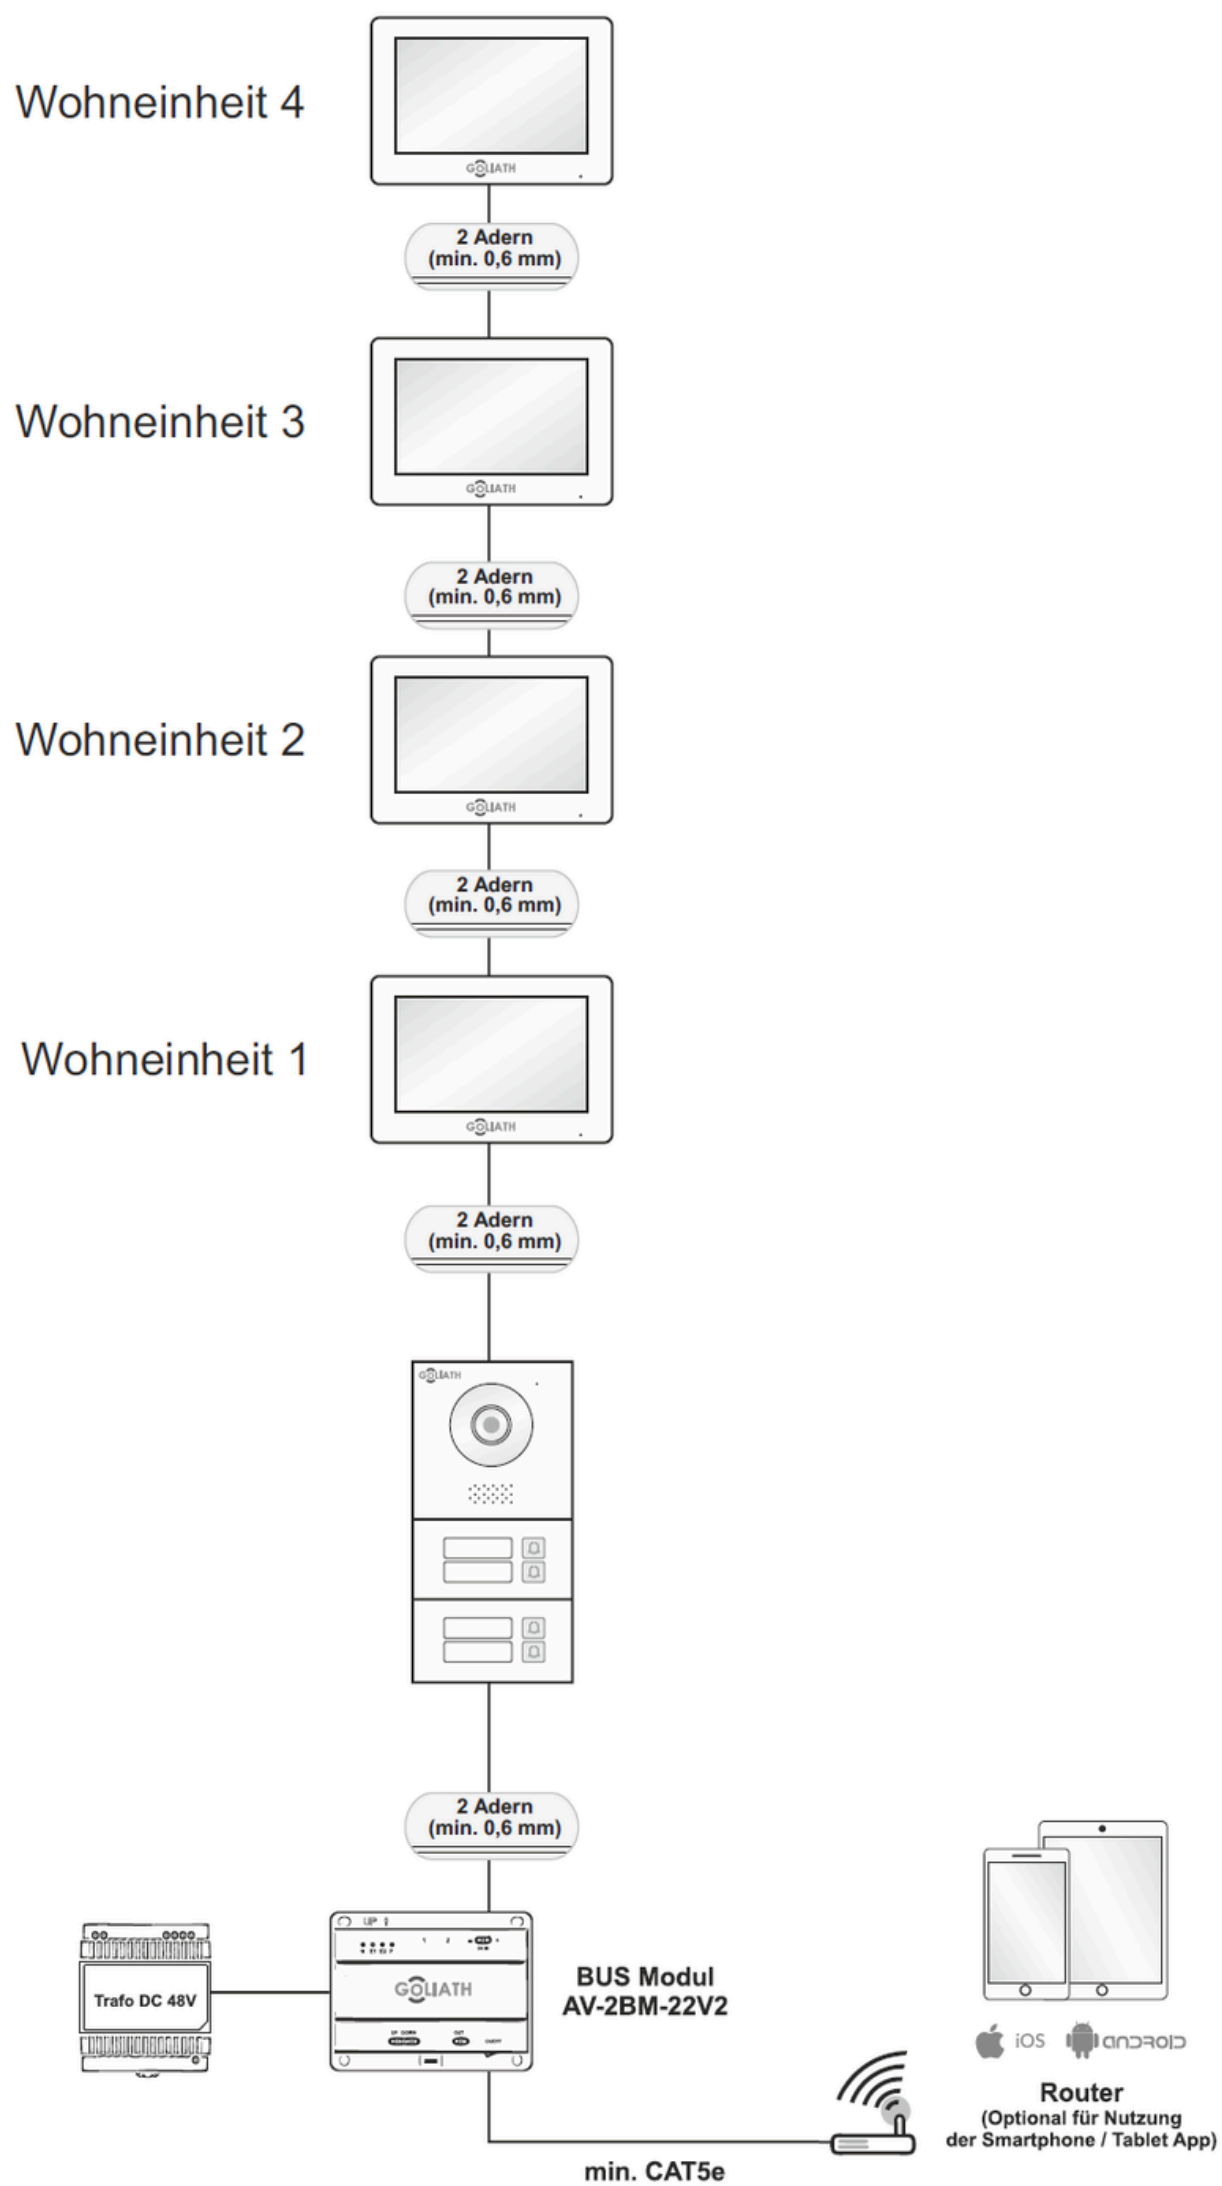 Wohneinheit 4
GOLIATH
2 Adern
(min. 0,6 mm)
Wohneinheit 3
GOLIATH
2 Adern
(min. 0,6 mm)
Wohneinheit 2
GOLIATH
2 Adern
(min. 0,6 mm)
Wohneinheit 1
GOLIATH
2 Adern
(min. 0,6 mm)
GOLIATH
2 Adern
(min. 0,6 mm)
UP
1 2
GOLIATH
Trafo DC 48V
BUS Modul
AV-2BM-22V2
iOS
ANDROID
Router
(Optional für Nutzung
der Smartphone / Tablet App)
min. CAT5e